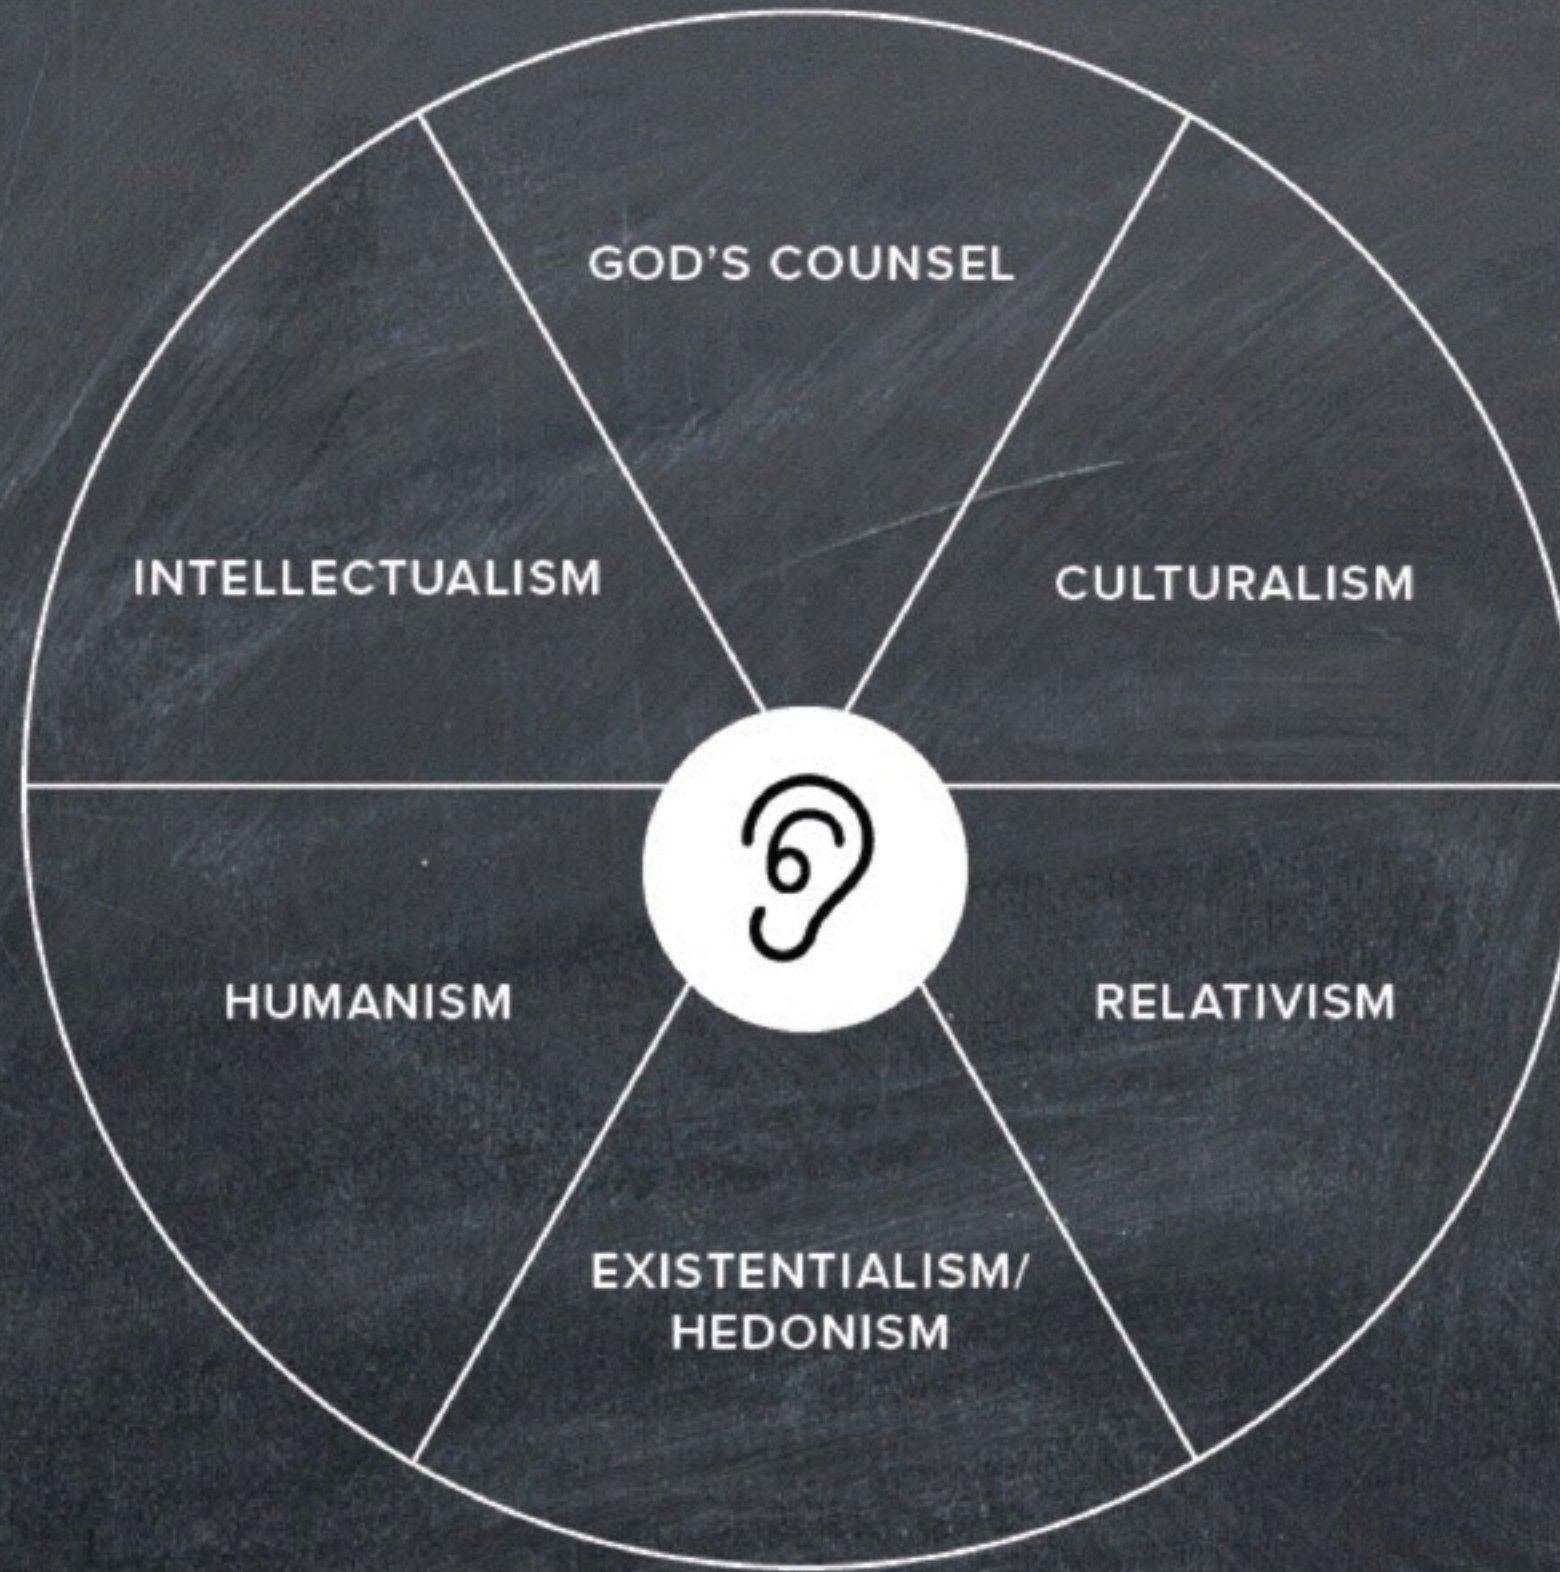 GOD’S COUNSEL
INTELLECTUALISM
CULTURALISM
HUMANISM
RELATIVISM
EXISTENTIALISM/
HEDONISM